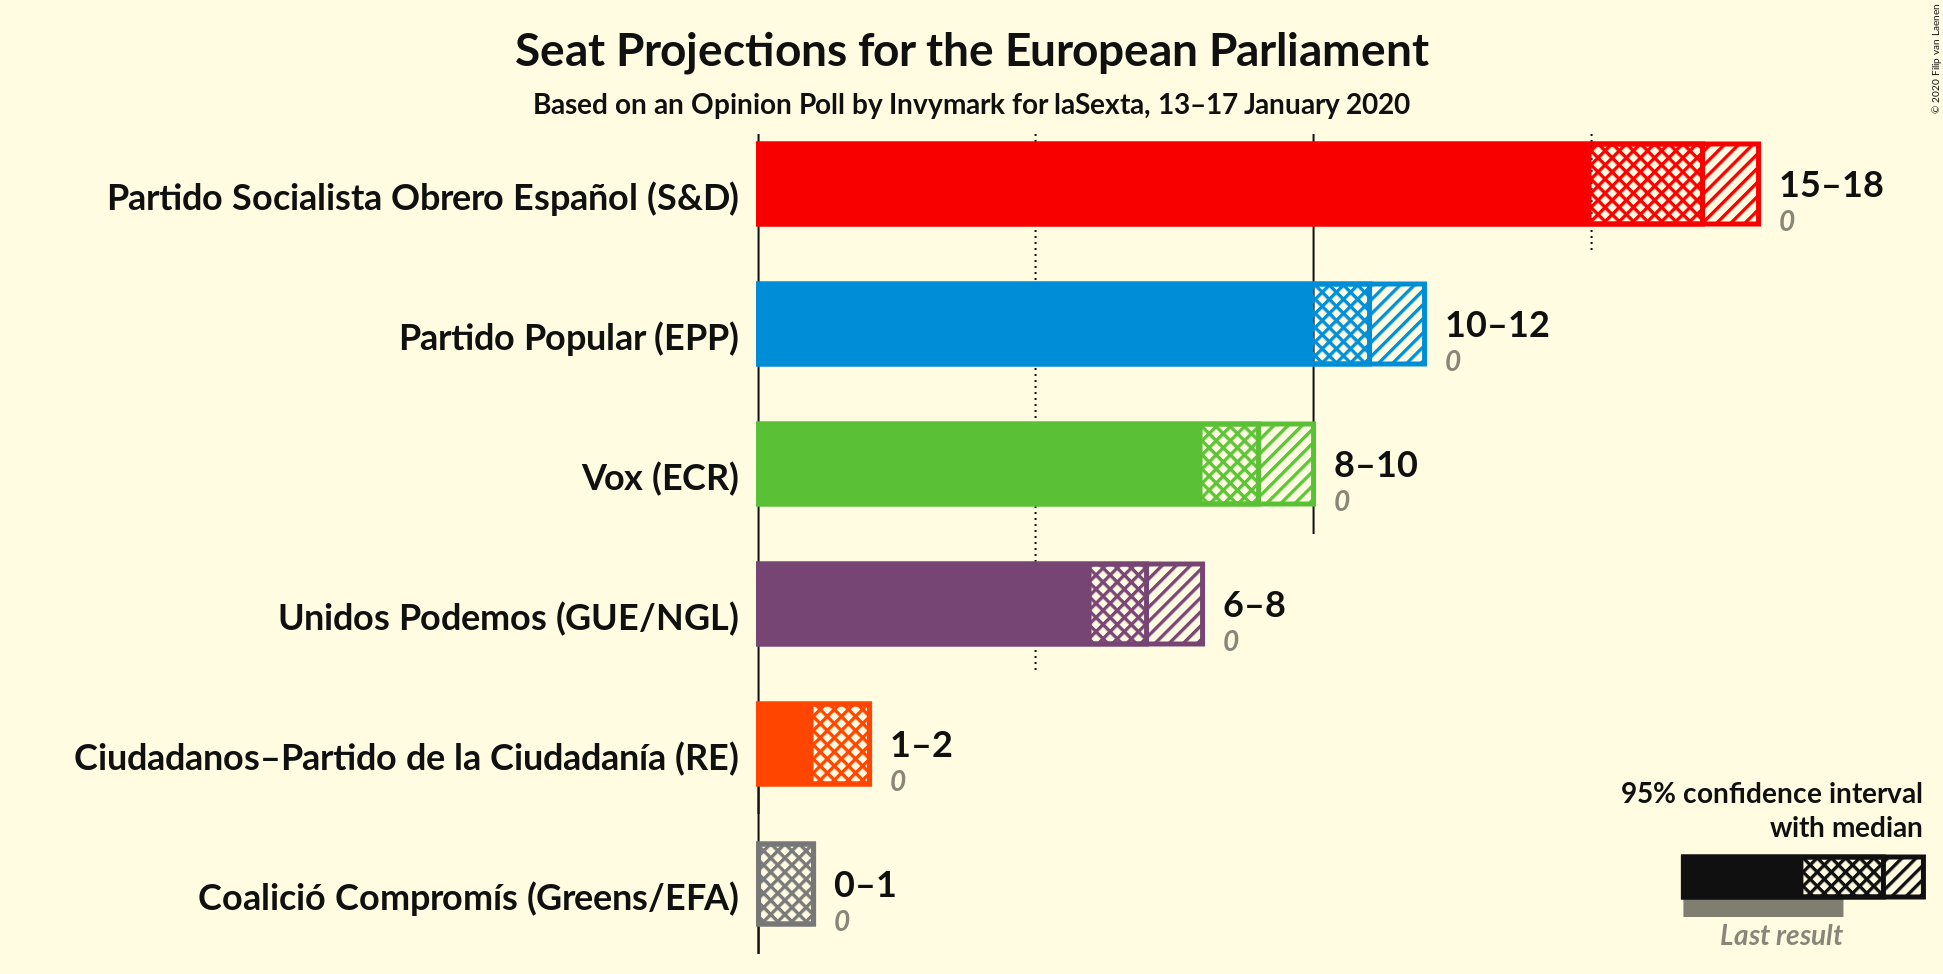 Seat Projections for the European Parliament
Based on an Opinion Poll by Invymark for laSexta, 13–17 January 2020
© 2020 Filip van Laenen
Partido Socialista Obrero Español (S&D)
15–18
0
Partido Popular (EPP)
10–12
0
Vox (ECR)
8–10
0
Unidos Podemos (GUE/NGL)
6–8
0
Ciudadanos–Partido de la Ciudadanía (RE)
1–2
0
Coalició Compromís (Greens/EFA)
0–1
0
95% confidence interval
with median
Last result